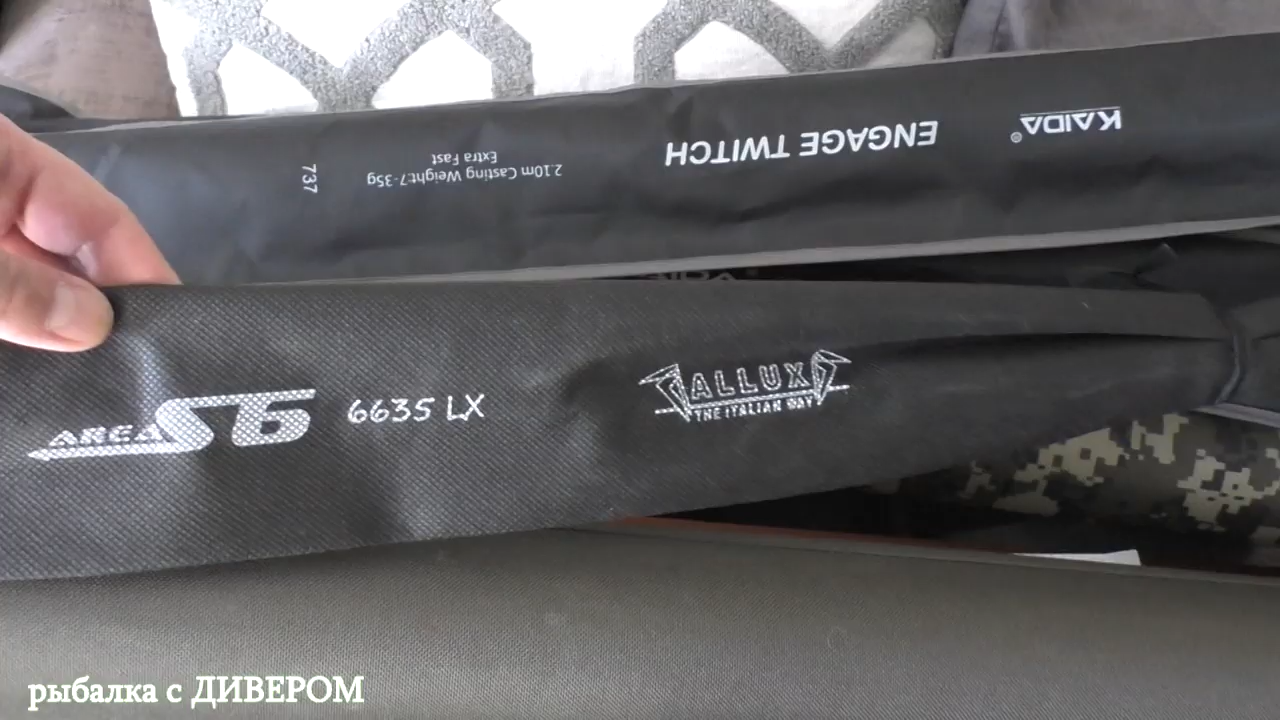 KAIDA®
ENGAGE TWITCH
2.10m Casting Weight:7-35g
Extra Fast
737
AREA S6 6635 LX
ALLUX
THE ITALIAN WAY
рыбалка с ДИВЕРОМ